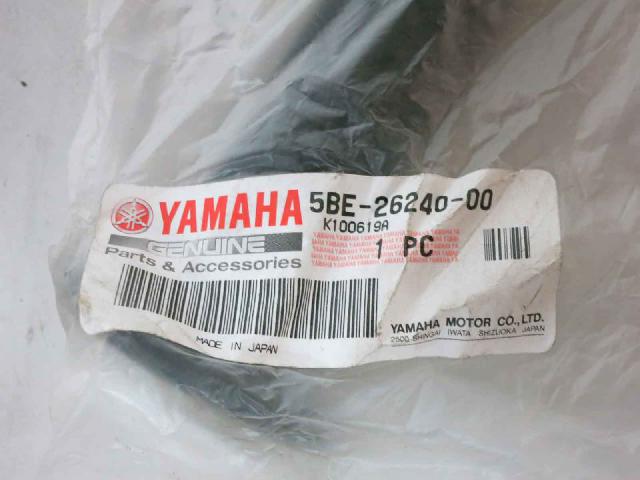 YAMAHA
GENUINE
Parts & Accessories
5BE-26240-00
K100619A
1 PC
MADE IN JAPAN
YAMAHA MOTOR CO., LTD.
2500 SHINGAI IWATA SHIZUOKA JAPAN